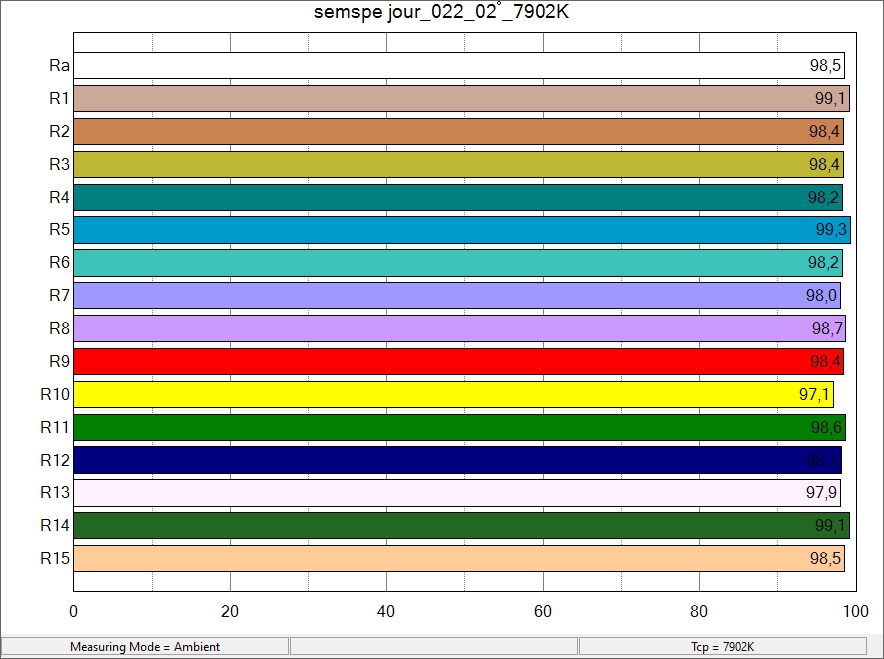 semspe jour_022_02°_7902K
Ra 98,5
R1 99,1
R2 98,4
R3 98,4
R4 98,2
R5 99,3
R6 98,2
R7 98,0
R8 98,7
R9 98,4
R10 97,1
R11 98,6
R12 98,1
R13 97,9
R14 99,1
R15 98,5
0 20 40 60 80 100
Measuring Mode = Ambient Tcp = 7902K